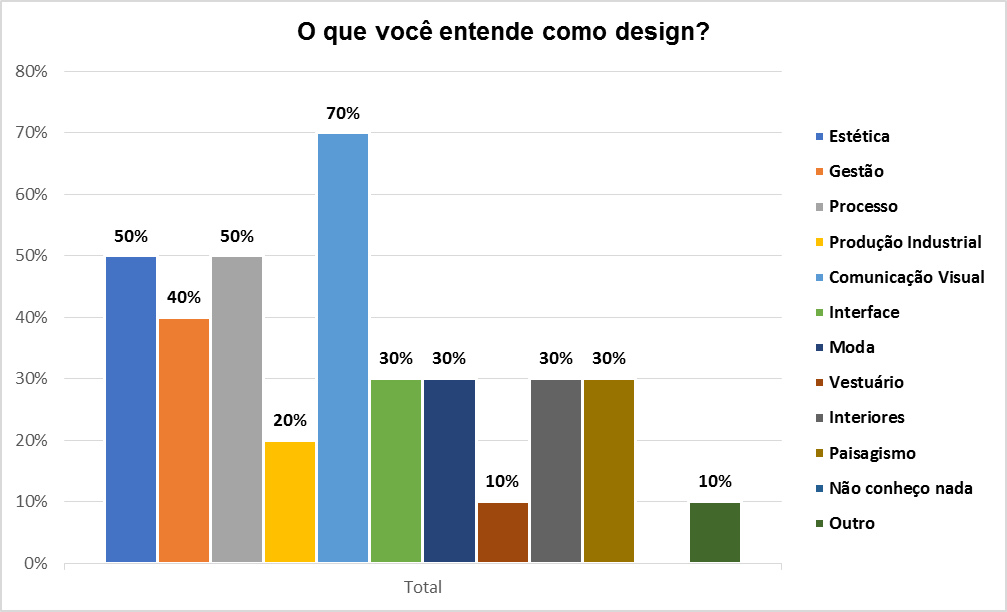 O que você entende como design?
80%
70%
60%
50%
40%
30%
20%
10%
0%
50%
40%
50%
20%
70%
30%
30%
10%
30%
30%
10%
Total
Estética
Gestão
Processo
Produção Industrial
Comunicação Visual
Interface
Moda
Vestuário
Interiores
Paisagismo
Não conheço nada
Outro